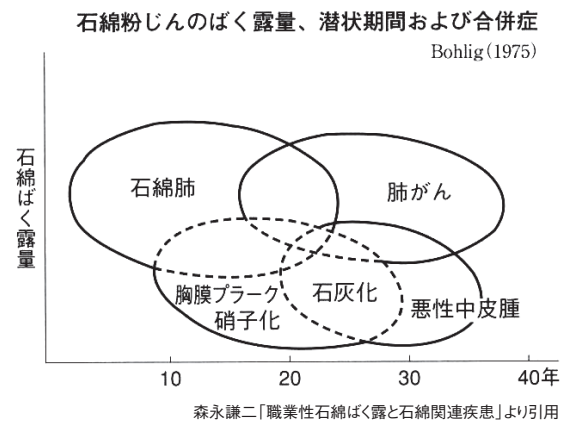 石綿粉じんのばく露量、潜状期間および合併症
Bohlig(1975)
石綿ばく露量
石綿肺
肺がん
胸膜プラーク
硝子化
石灰化
悪性中皮腫
10
20
30
40年
森永謙二「職業性石綿ばく露と石綿関連疾患」より引用